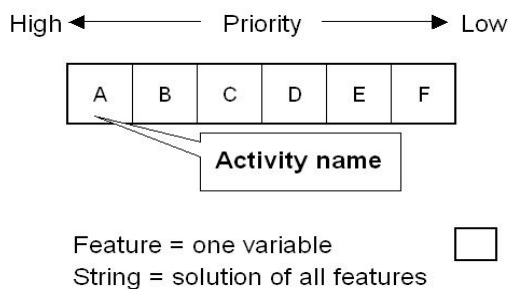 High Priority Low
A B C D E F
Activity name
Feature = one variable
String = solution of all features